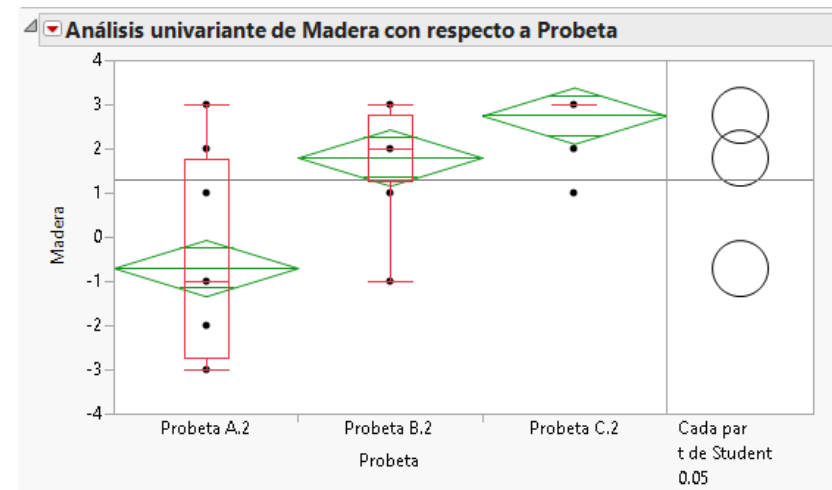 Análisis univariante de Madera con respecto a Probeta
4
3
2
1
0
-1
-2
-3
-4
Madera
Probeta A.2
Probeta B.2
Probeta C.2
Probeta
Cada par
t de Student
0.05